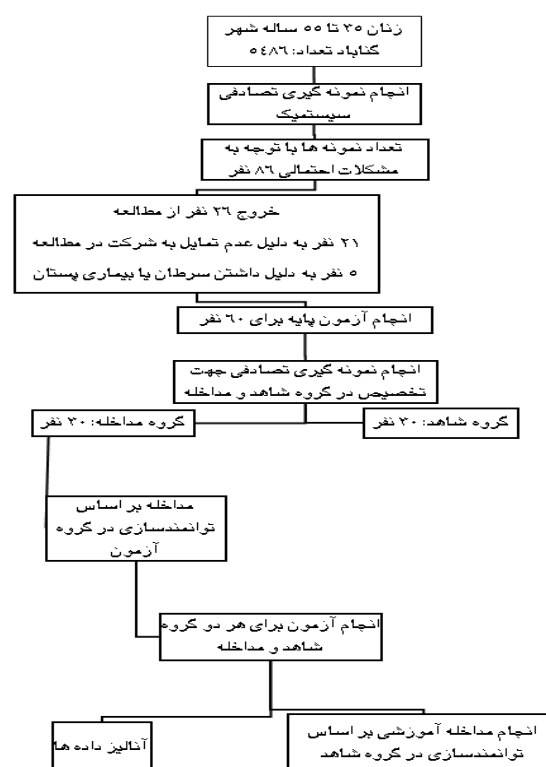 زنان ۳۵ تا ۵۵ ساله شهر
گناباد تعداد: ۵۴۸۶
انجام نمونه گیری تصادفی
سیستمیک
تعداد نمونه ها با توجه به
مشکلات احتمالی ۸۶ نفر
خروج ۲۶ نفر از مطالعه
۲۱ نفر به دلیل عدم تمایل به شرکت در مطالعه
۵ نفر به دلیل داشتن سرطان یا بیماری پستان
انجام آزمون پایه برای ۶۰ نفر
انجام نمونه گیری تصادفی جهت
تخصیص در گروه شاهد و مداخله
گروه شاهد: ۳۰ نفر
گروه مداخله: ۳۰ نفر
مداخله بر اساس
توانمندسازی در گروه
آزمون
انجام آزمون برای هر دو گروه
شاهد و مداخله
انجام مداخله آموزشی بر اساس
توانمندسازی در گروه شاهد
آنالیز داده ها